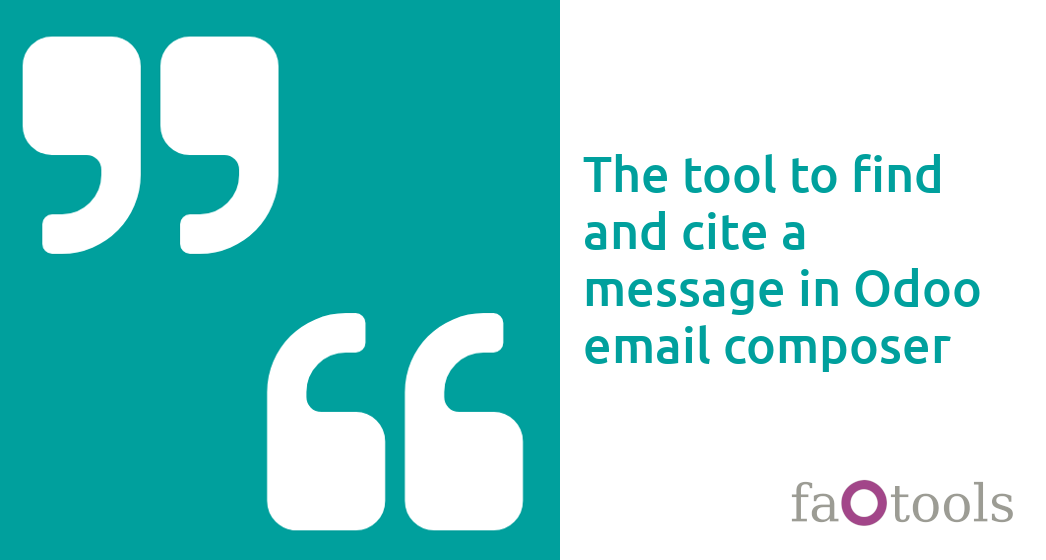 The tool to find
and cite a
message in Odoo
email composer
faOtools